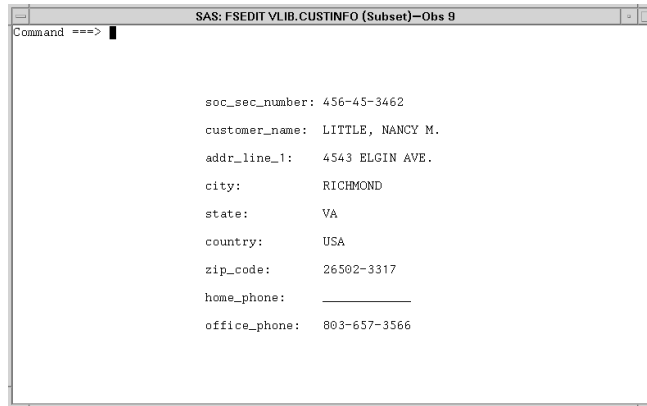 SAS: FSEDIT VLIB.CUSTINFO (Subset)—Obs 9
Command ===>
soc_sec_number: 456-45-3462
customer_name: LITTLE, NANCY M.
addr_line_1: 4543 ELGIN AVE.
city: RICHMOND
state: VA
country: USA
zip_code: 26502-3317
home_phone: _____________
office_phone: 803-657-3566